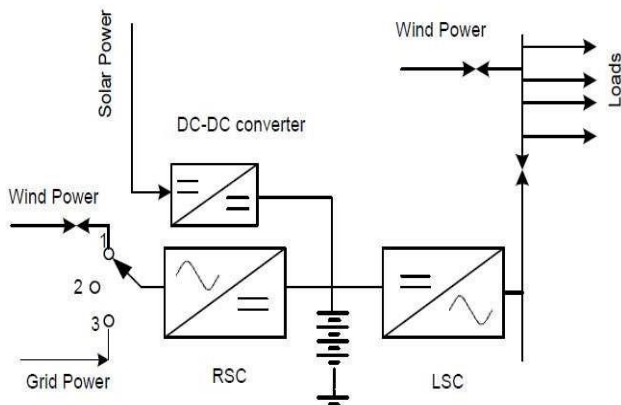 Solar Power
Wind Power
Loads
DC-DC converter
Wind Power
1
2
3
Grid Power
RSC
LSC